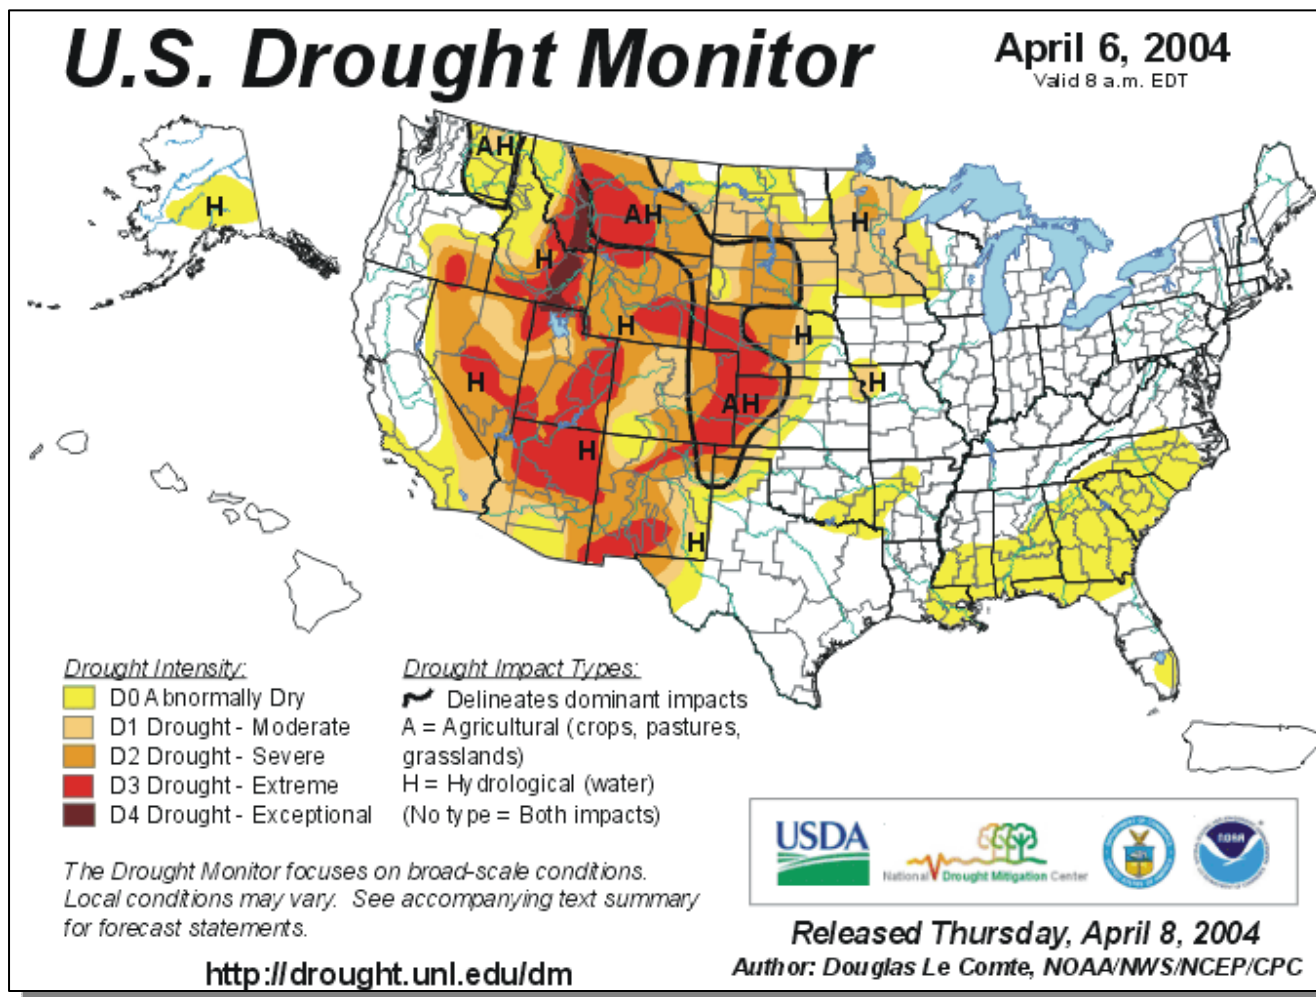 U.S. Drought Monitor
April 6, 2004
Valid 8 a.m. EDT
AH
H
AH
H
H
H
H
H
H
AH
H
H
Drought Intensity:
D0 Abnormally Dry
D1 Drought - Moderate
D2 Drought - Severe
D3 Drought - Extreme
D4 Drought - Exceptional
Drought Impact Types:
Delineates dominant impacts
A = Agricultural (crops, pastures,
grasslands)
H = Hydrological (water)
(No type = Both impacts)
The Drought Monitor focuses on broad-scale conditions.
Local conditions may vary. See accompanying text summary
for forecast statements.
http://drought.unl.edu/dm
USDA
National Drought Mitigation Center
NOAA
Released Thursday, April 8, 2004
Author: Douglas Le Comte, NOAA/NWS/NCEP/CPC